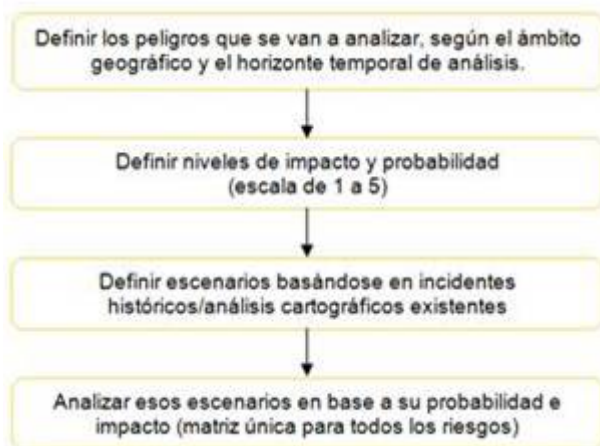 Definir los peligros que se van a analizar, según el ámbito
geográfico y el horizonte temporal de análisis.
Definir niveles de impacto y probabilidad
(escala de 1 a 5)
Definir escenarios basándose en incidentes
históricos/análisis cartográficos existentes
Analizar esos escenarios en base a su probabilidad e
impacto (matriz única para todos los riesgos)